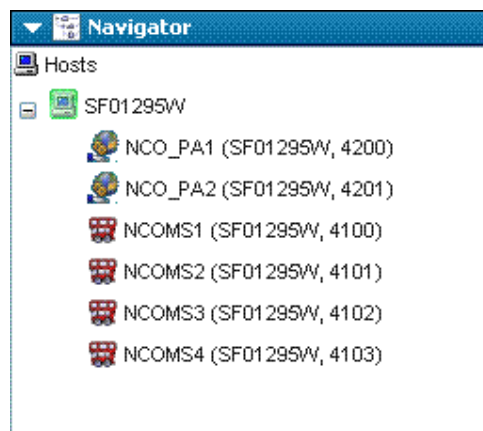 Navigator
Hosts
SF01295W
NCO_PA1 (SF01295W, 4200)
NCO_PA2 (SF01295W, 4201)
NCOMS1 (SF01295W, 4100)
NCOMS2 (SF01295W, 4101)
NCOMS3 (SF01295W, 4102)
NCOMS4 (SF01295W, 4103)